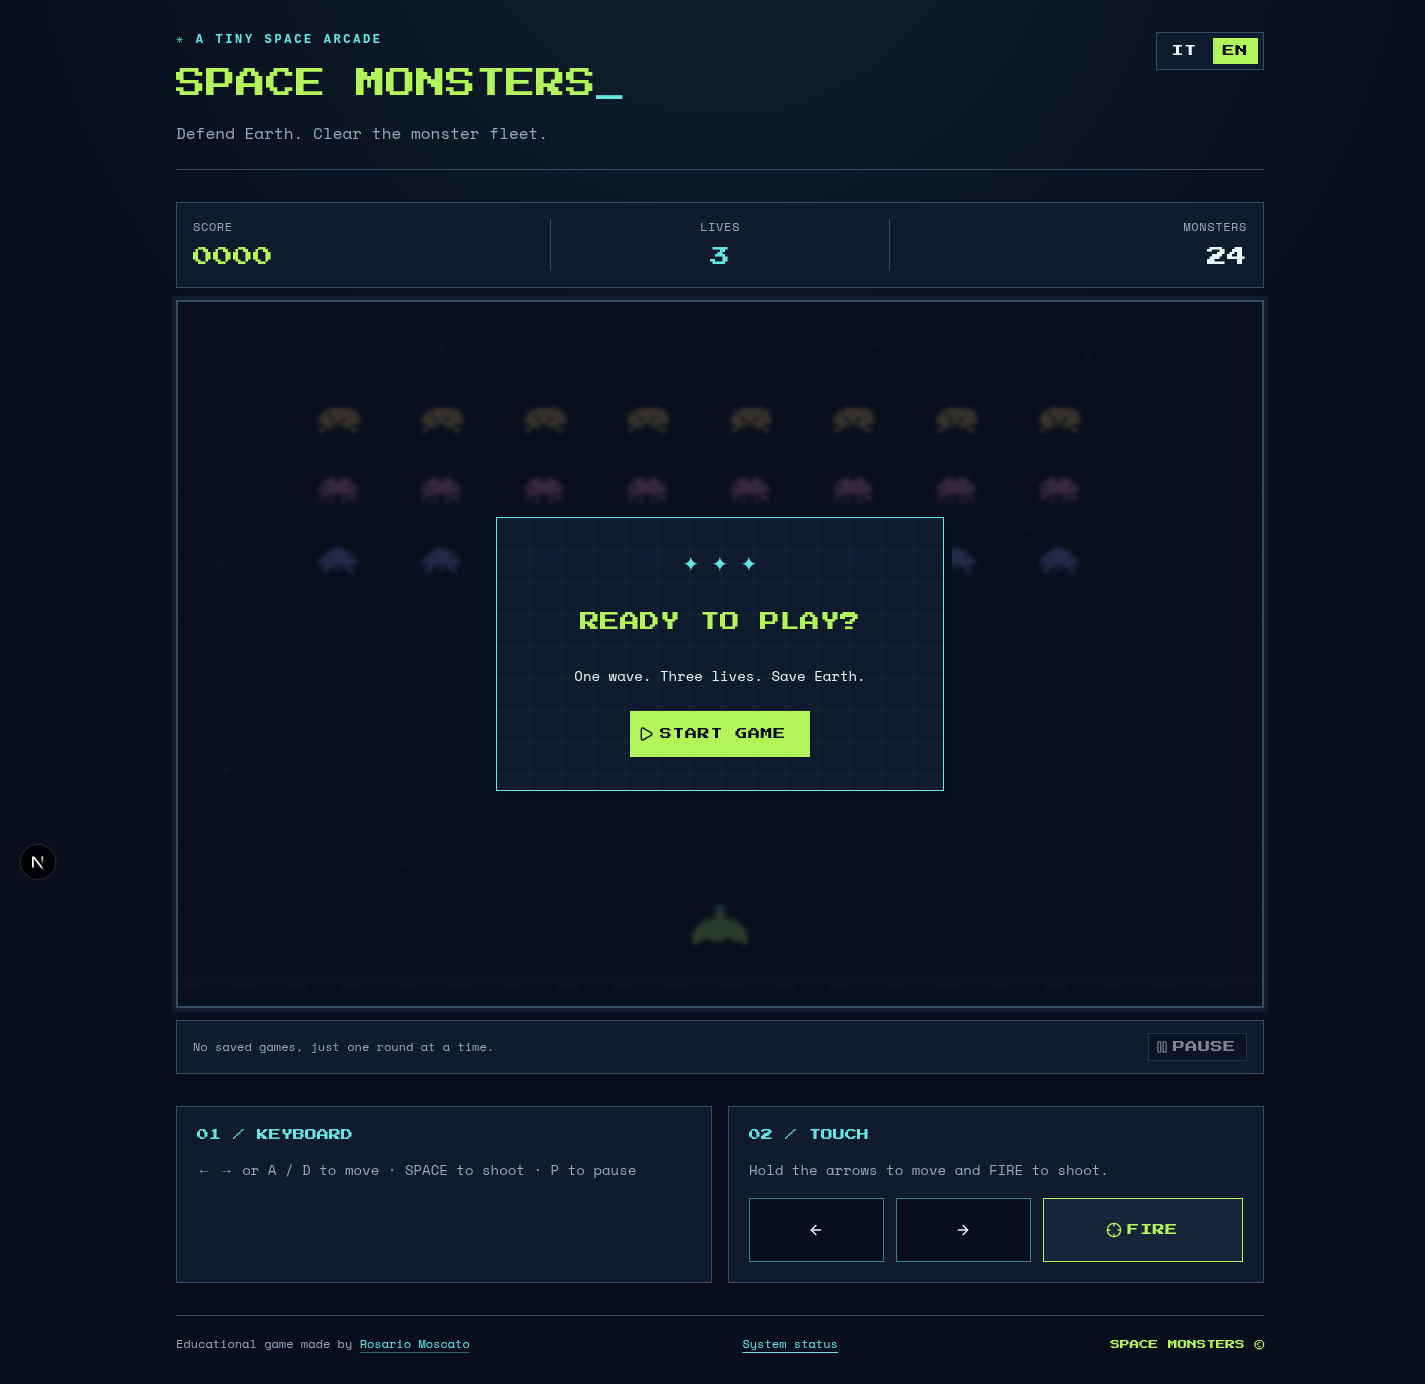 ✳ A TINY SPACE ARCADE
IT EN
SPACE MONSTERS_
Defend Earth. Clear the monster fleet.
SCORE LIVES MONSTERS
0000 3 24
✦ ✦ ✦
READY TO PLAY?
One wave. Three lives. Save Earth.
START GAME
N
No saved games, just one round at a time.
PAUSE
01 / KEYBOARD
← → or A / D to move · SPACE to shoot · P to pause
02 / TOUCH
Hold the arrows to move and FIRE to shoot.
← → FIRE
Educational game made by Rosario Moscato
System status
SPACE MONSTERS ©